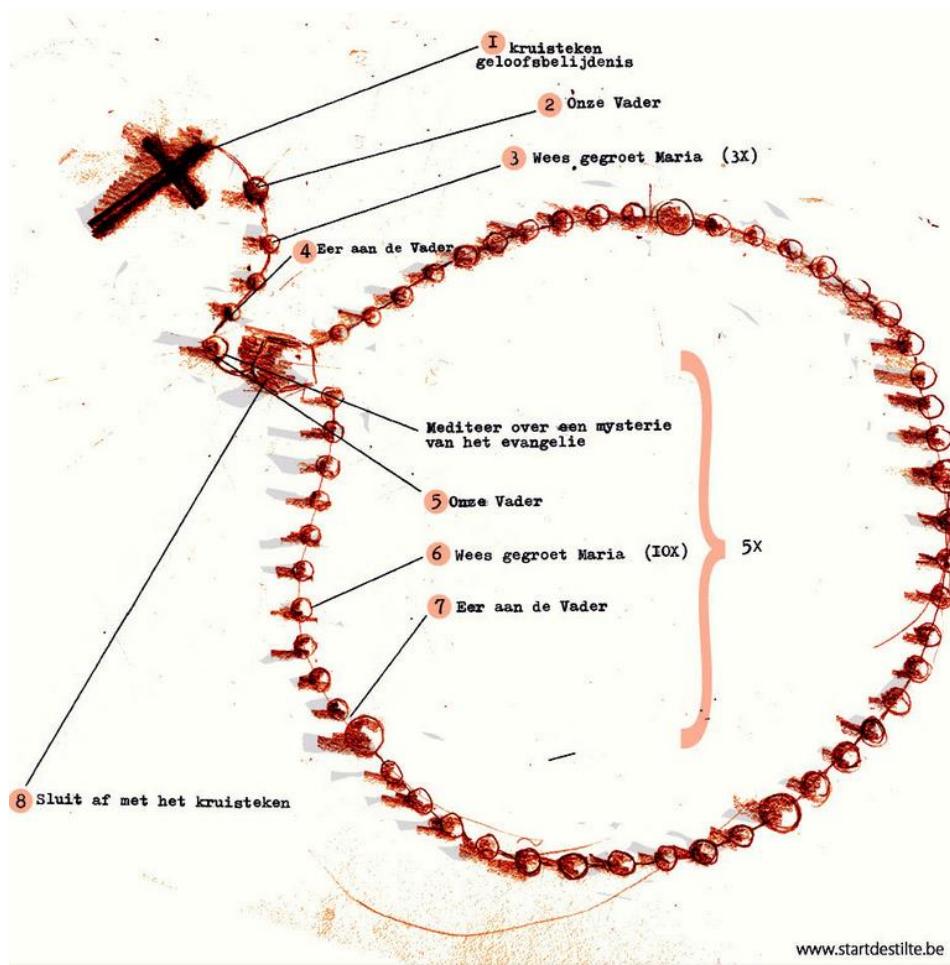 1 kruisteken
geloofsbelijdenis
2 Onze Vader
3 Wees gegroet Maria (3X)
4 Eer aan de Vader
Mediteer over een mysterie
van het evangelie
5 Onze Vader
6 Wees gegroet Maria (10X)
5X
7 Eer aan de Vader
8 Sluit af met het kruisteken
www.startdestilte.be